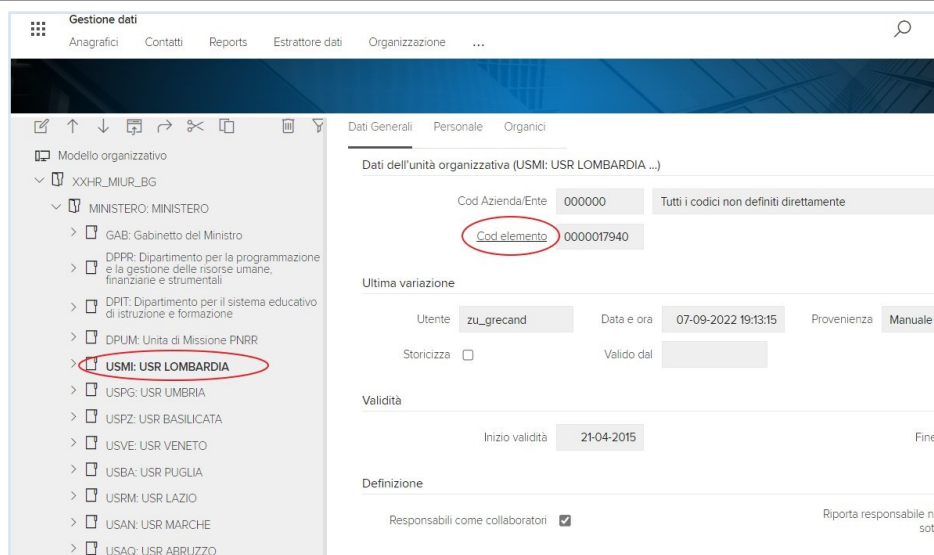 Gestione dati
Anagrafici Contatti Reports Estrattore dati Organizzazione ...
Modello organizzativo
XXHR_MIUR_BG
MINISTERO: MINISTERO
GAB: Gabinetto del Ministro
DPPR: Dipartimento per la programmazione
e la gestione delle risorse umane,
finanziarie e strumentali
DPIT: Dipartimento per il sistema educativo
di istruzione e formazione
DPUM: Unita di Missione PNRR
USMI: USR LOMBARDIA
USPG: USR UMBRIA
USPZ: USR BASILICATA
USVE: USR VENETO
USBA: USR PUGLIA
USRM: USR LAZIO
USAN: USR MARCHE
USAQ: USR ABRUZZO
Dati Generali Personale Organici
Dati dell'unità organizzativa (USMI: USR LOMBARDIA ...)
Cod Azienda/Ente 000000 Tutti i codici non definiti direttamente
Cod elemento 0000017940
Ultima variazione
Utente zu_grecand Data e ora 07-09-2022 19:13:15 Provenienza Manuale
Storicizza Valido dal
Validità
Inizio validità 21-04-2015 Fine
Definizione
Responsabili come collaboratori Riporta responsabile n
sot